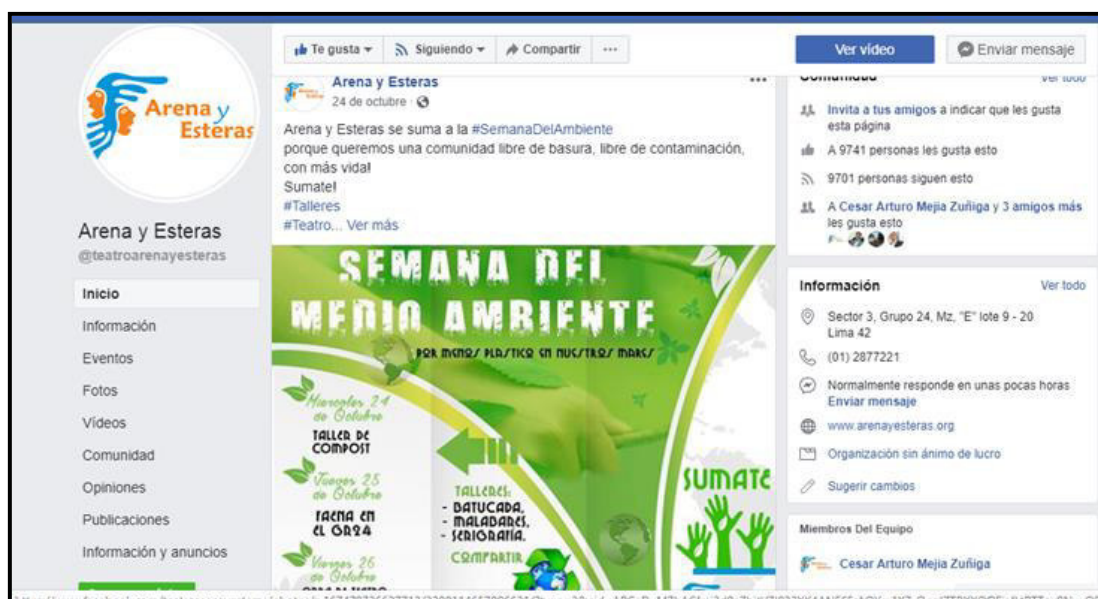 Arena y
Esteras
Arena y Esteras
@teatroarenayesteras
Inicio
Información
Eventos
Fotos
Vídeos
Comunidad
Opiniones
Publicaciones
Información y anuncios
Te gusta
Siguiendo
Compartir
...
Ver vídeo
Enviar mensaje
Arena y Esteras
24 de octubre
Arena y Esteras se suma a la #SemanaDelAmbiente
porque queremos una comunidad libre de basura, libre de contaminación,
con más vida!
Sumate!
#Talleres
#Teatro... Ver más
SEMANA DEL
MEDIO AMBIENTE
POR MENOS PLASTICO EN NUESTROS MARES
Miercoles 24
de Octubre
TALLER DE
COMPOST
Jueves 25
de Octubre
FAENA EN
EL GR24
Viernes 26
de Octubre
OBRA DE TEATRO
TALLERES:
- BATUCADA,
- MALABARES,
- SERIGRAFÍA.
COMPARTIR
SUMATE
Comunidad Ver todo
Invita a tus amigos a indicar que les gusta
esta página
A 9741 personas les gusta esto
9701 personas siguen esto
A Cesar Arturo Mejia Zuñiga y 3 amigos más
les gusta esto
Información Ver todo
Sector 3, Grupo 24, Mz, "E" lote 9 - 20
Lima 42
(01) 2877221
Normalmente responde en unas pocas horas
Enviar mensaje
www.arenayesteras.org
Organización sin ánimo de lucro
Sugerir cambios
Miembros Del Equipo
Cesar Arturo Mejia Zuñiga